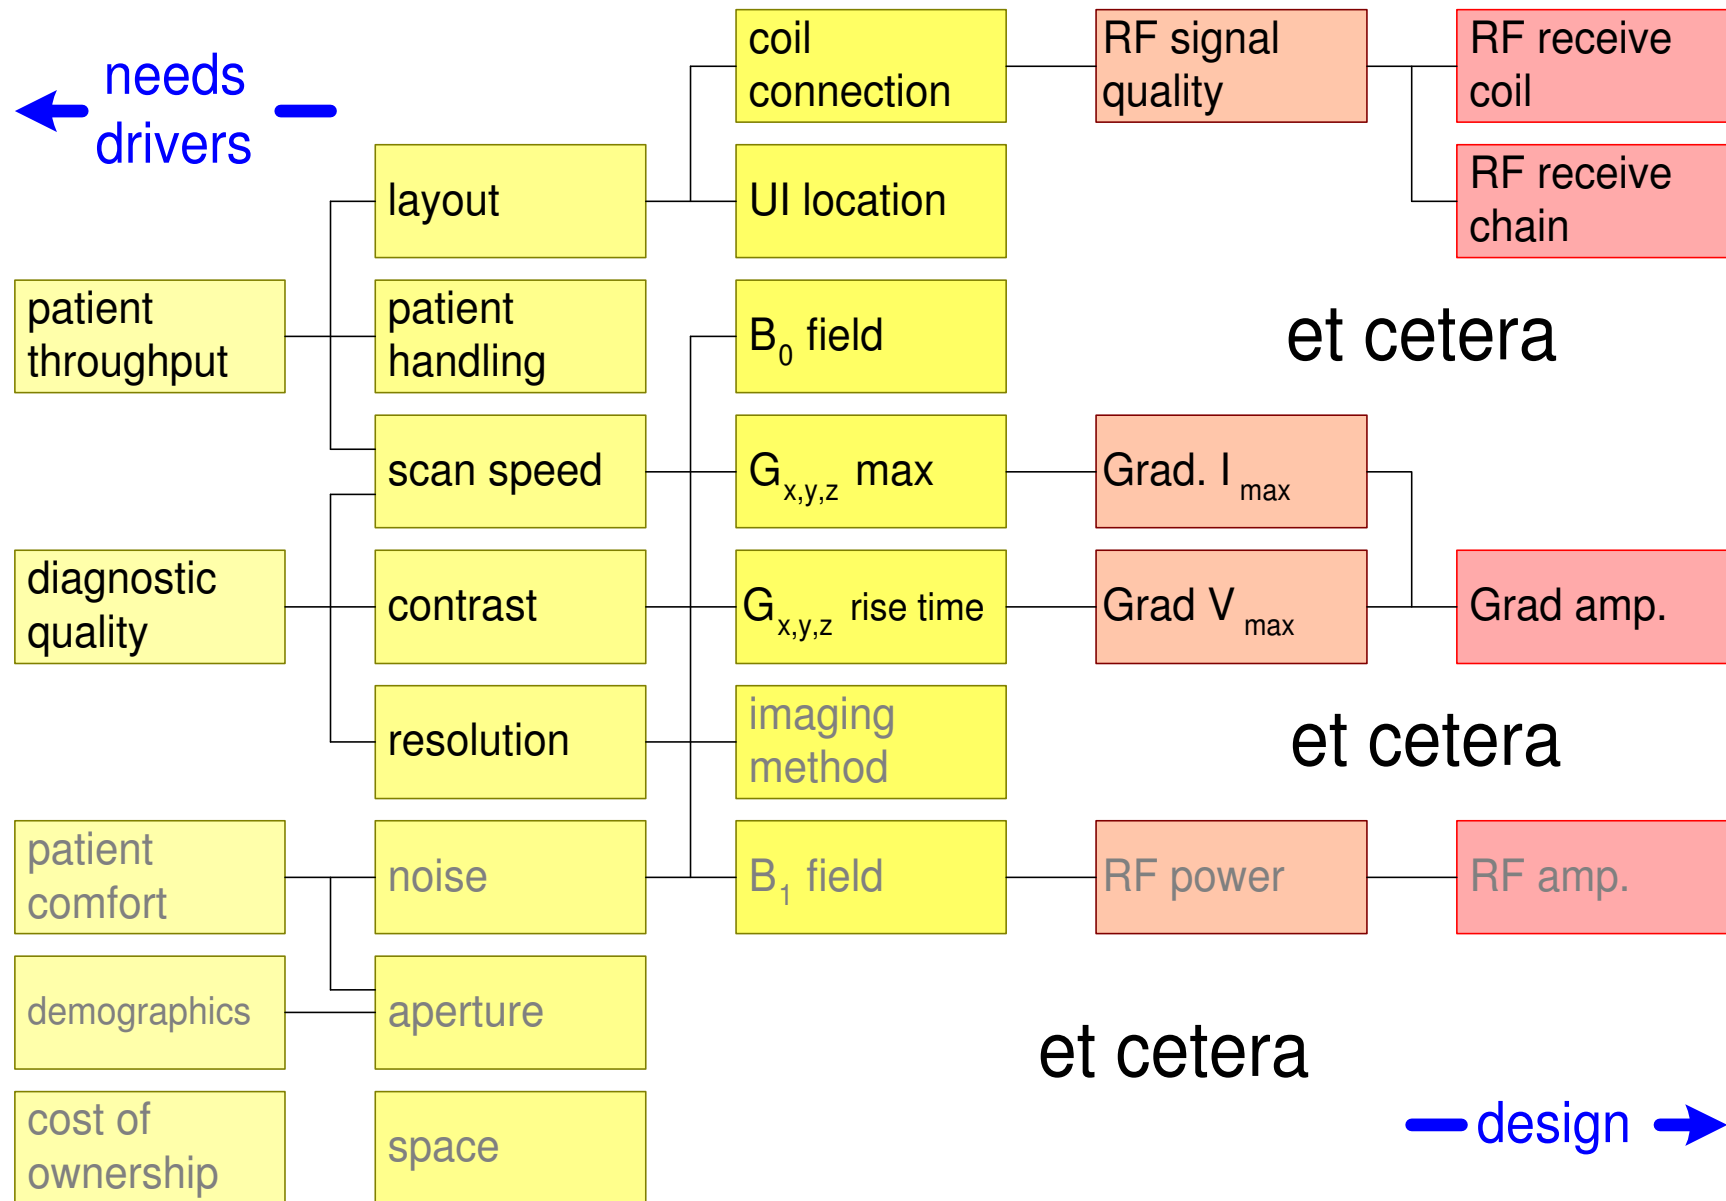 needs
drivers
coil
connection
RF signal
quality
RF receive
coil
layout
UI location
RF receive
chain
patient
throughput
patient
handling
B0 field
et cetera
scan speed
Gx,y,z max
Grad. I max
diagnostic
quality
contrast
Gx,y,z rise time
Grad V max
Grad amp.
resolution
imaging
method
et cetera
patient
comfort
noise
B1 field
RF power
RF amp.
demographics
aperture
et cetera
cost of
ownership
space
design